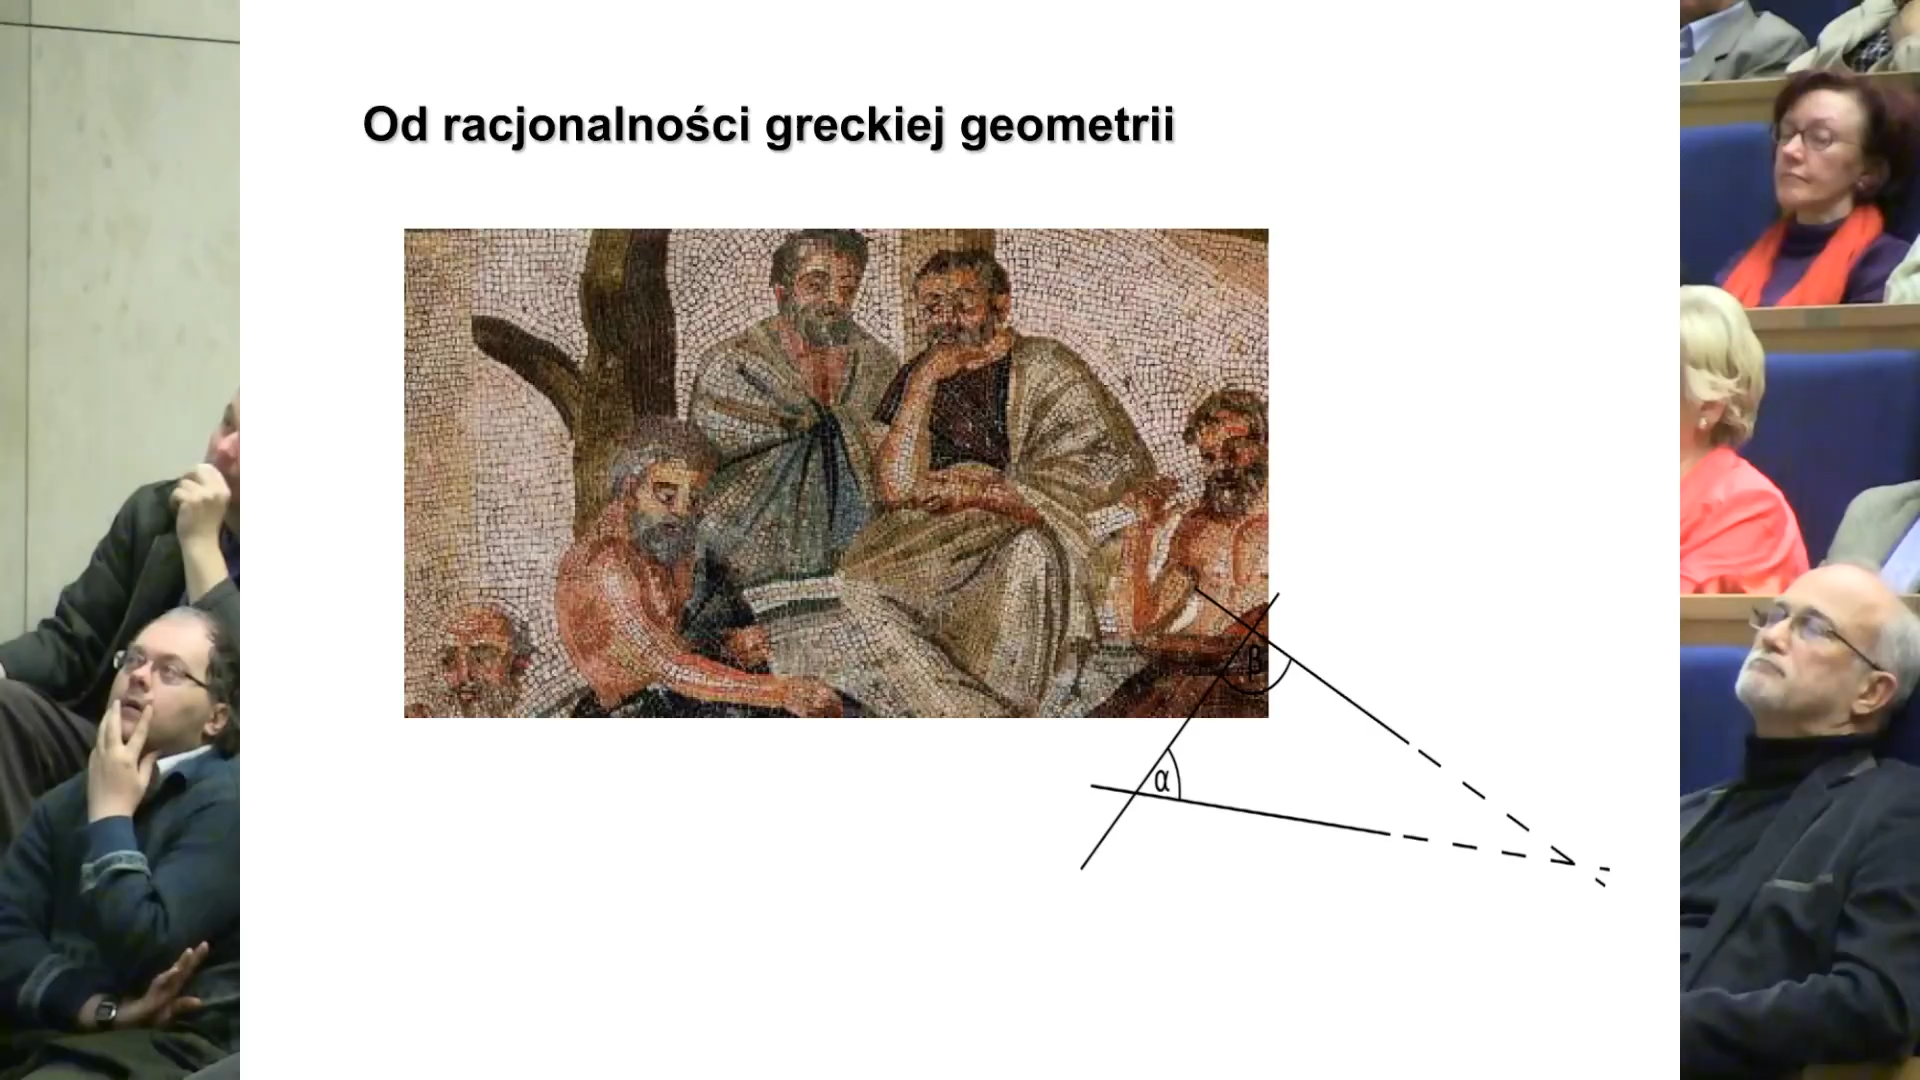 Od racjonalności greckiej geometrii
β
α